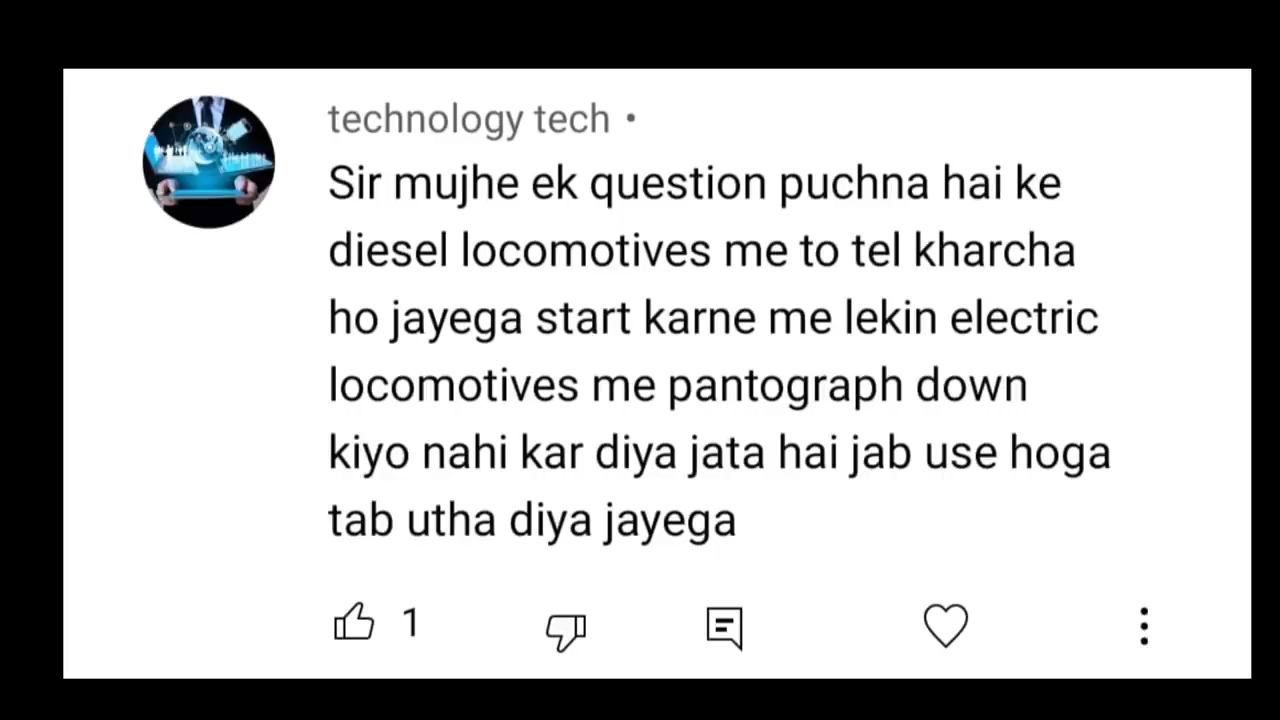 technology tech •
Sir mujhe ek question puchna hai ke
diesel locomotives me to tel kharcha
ho jayega start karne me lekin electric
locomotives me pantograph down
kiyo nahi kar diya jata hai jab use hoga
tab utha diya jayega
1